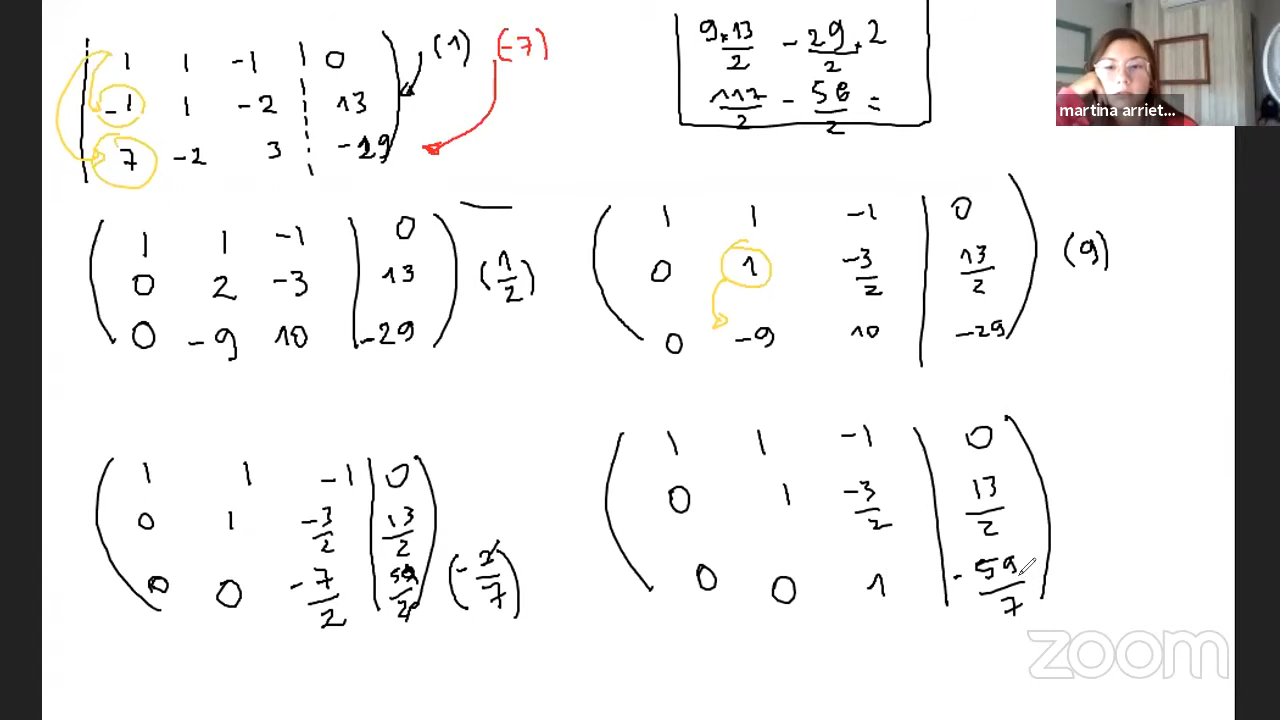 1 1 -1 0 (1) (-7)
-1 1 -2 13
7 -2 3 -29
9*13/2 - 29*2/2
117/2 - 58/2 =
martina arriet...
1 1 -1 0
0 2 -3 13 (1/2)
0 -9 10 -29
1 1 -1 0
0 1 -3/2 13/2 (9)
0 -9 10 -29
1 1 -1 0
0 1 -3/2 13/2
0 0 -7/2 59/2 (-2/7)
1 1 -1 0
0 1 -3/2 13/2
0 0 1 -59/7
zoom